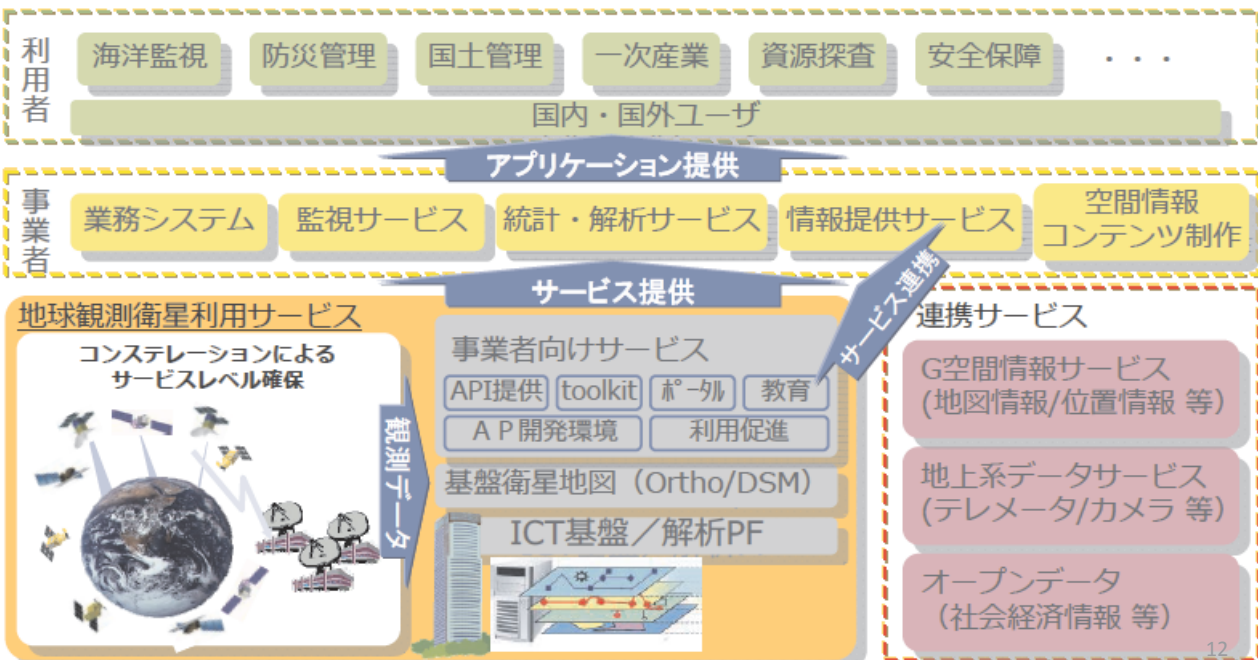 利用者
海洋監視
防災管理
国土管理
一次産業
資源探査
安全保障
・・・
国内・国外ユーザ
アプリケーション提供
事業者
業務システム
監視サービス
統計・解析サービス
情報提供サービス
空間情報
コンテンツ制作
サービス提供
サービス連携
地球観測衛星利用サービス
コンステレーションによる
サービスレベル確保
観測データ
事業者向けサービス
API提供
toolkit
ﾎﾟｰﾀﾙ
教育
ＡＰ開発環境
利用促進
基盤衛星地図（Ortho/DSM）
ICT基盤／解析PF
連携サービス
G空間情報サービス
(地図情報/位置情報 等)
地上系データサービス
(テレメータ/カメラ 等)
オープンデータ
（社会経済情報 等）
12